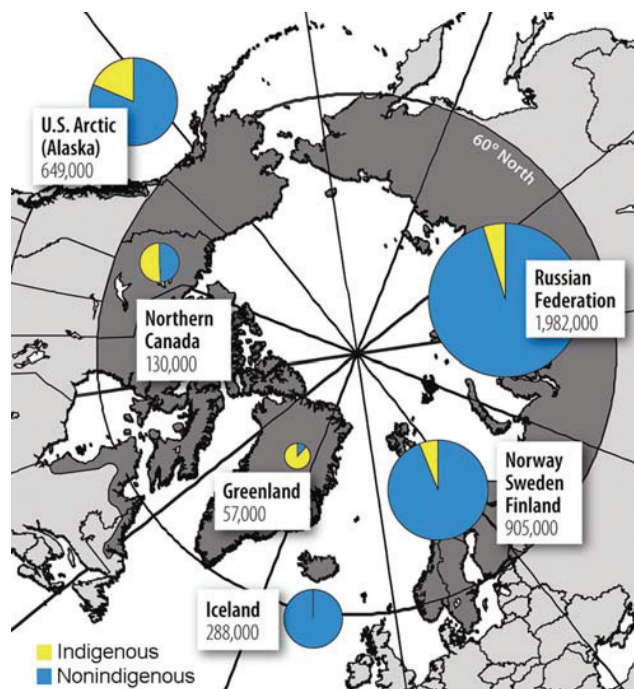 U.S. Arctic
(Alaska)
649,000
60° North
Russian
Federation
1,982,000
Northern
Canada
130,000
Greenland
57,000
Norway
Sweden
Finland
905,000
Iceland
288,000
Indigenous
Nonindigenous